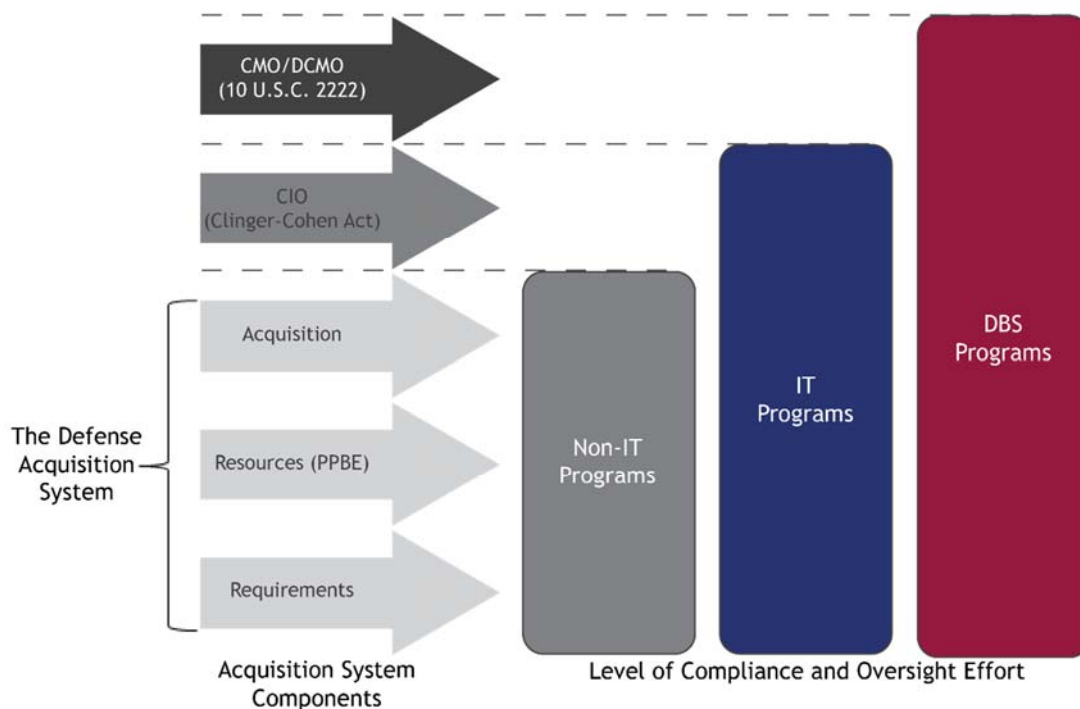 CMO/DCMO
(10 U.S.C. 2222)
CIO
(Clinger-Cohen Act)
Acquisition
Resources (PPBE)
Requirements
The Defense
Acquisition
System
Acquisition System
Components
Non-IT
Programs
IT
Programs
DBS
Programs
Level of Compliance and Oversight Effort